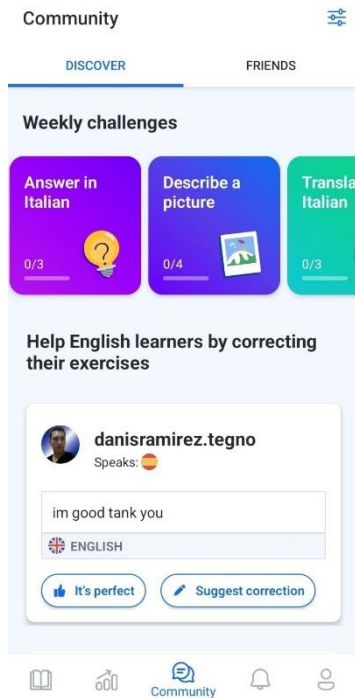 Community
DISCOVER
FRIENDS
Weekly challenges
Answer in
Italian
0/3
Describe a
picture
0/4
Transla
Italian
0/3
Help English learners by correcting
their exercises
danisramirez.tegno
Speaks:
im good tank you
ENGLISH
It's perfect
Suggest correction
Community